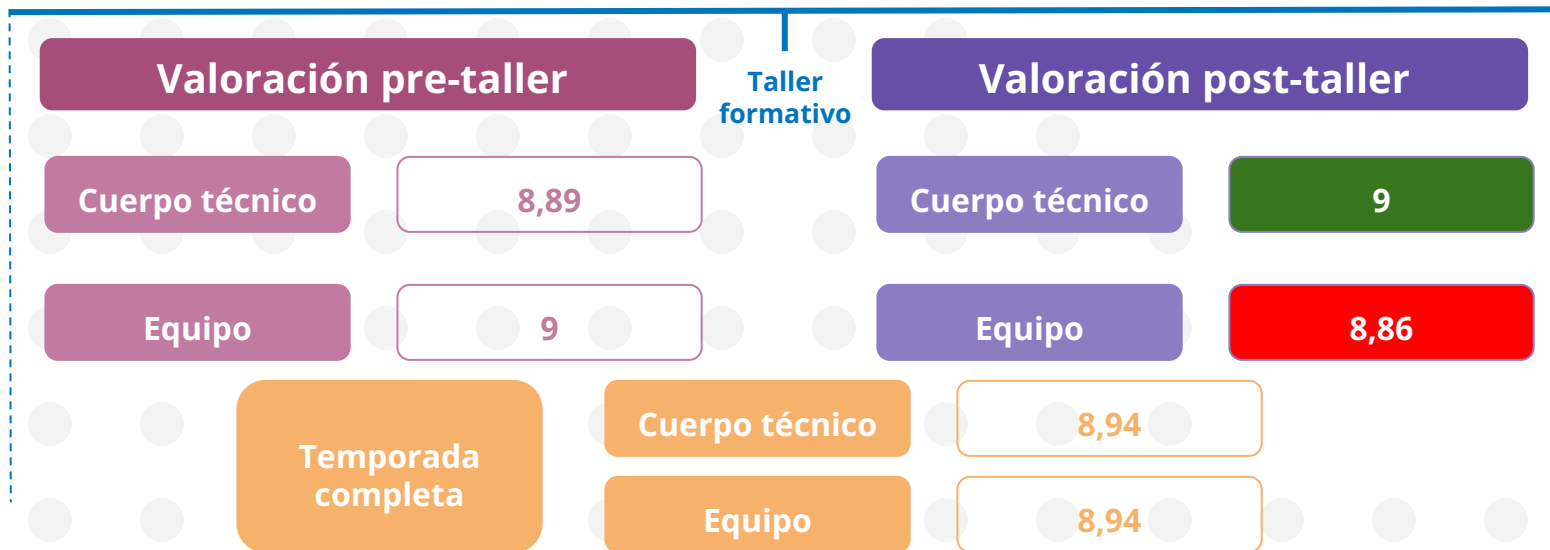 Valoración pre-taller
Taller
formativo
Valoración post-taller
Cuerpo técnico
8,89
Cuerpo técnico
9
Equipo
9
Equipo
8,86
Temporada
completa
Cuerpo técnico
8,94
Equipo
8,94